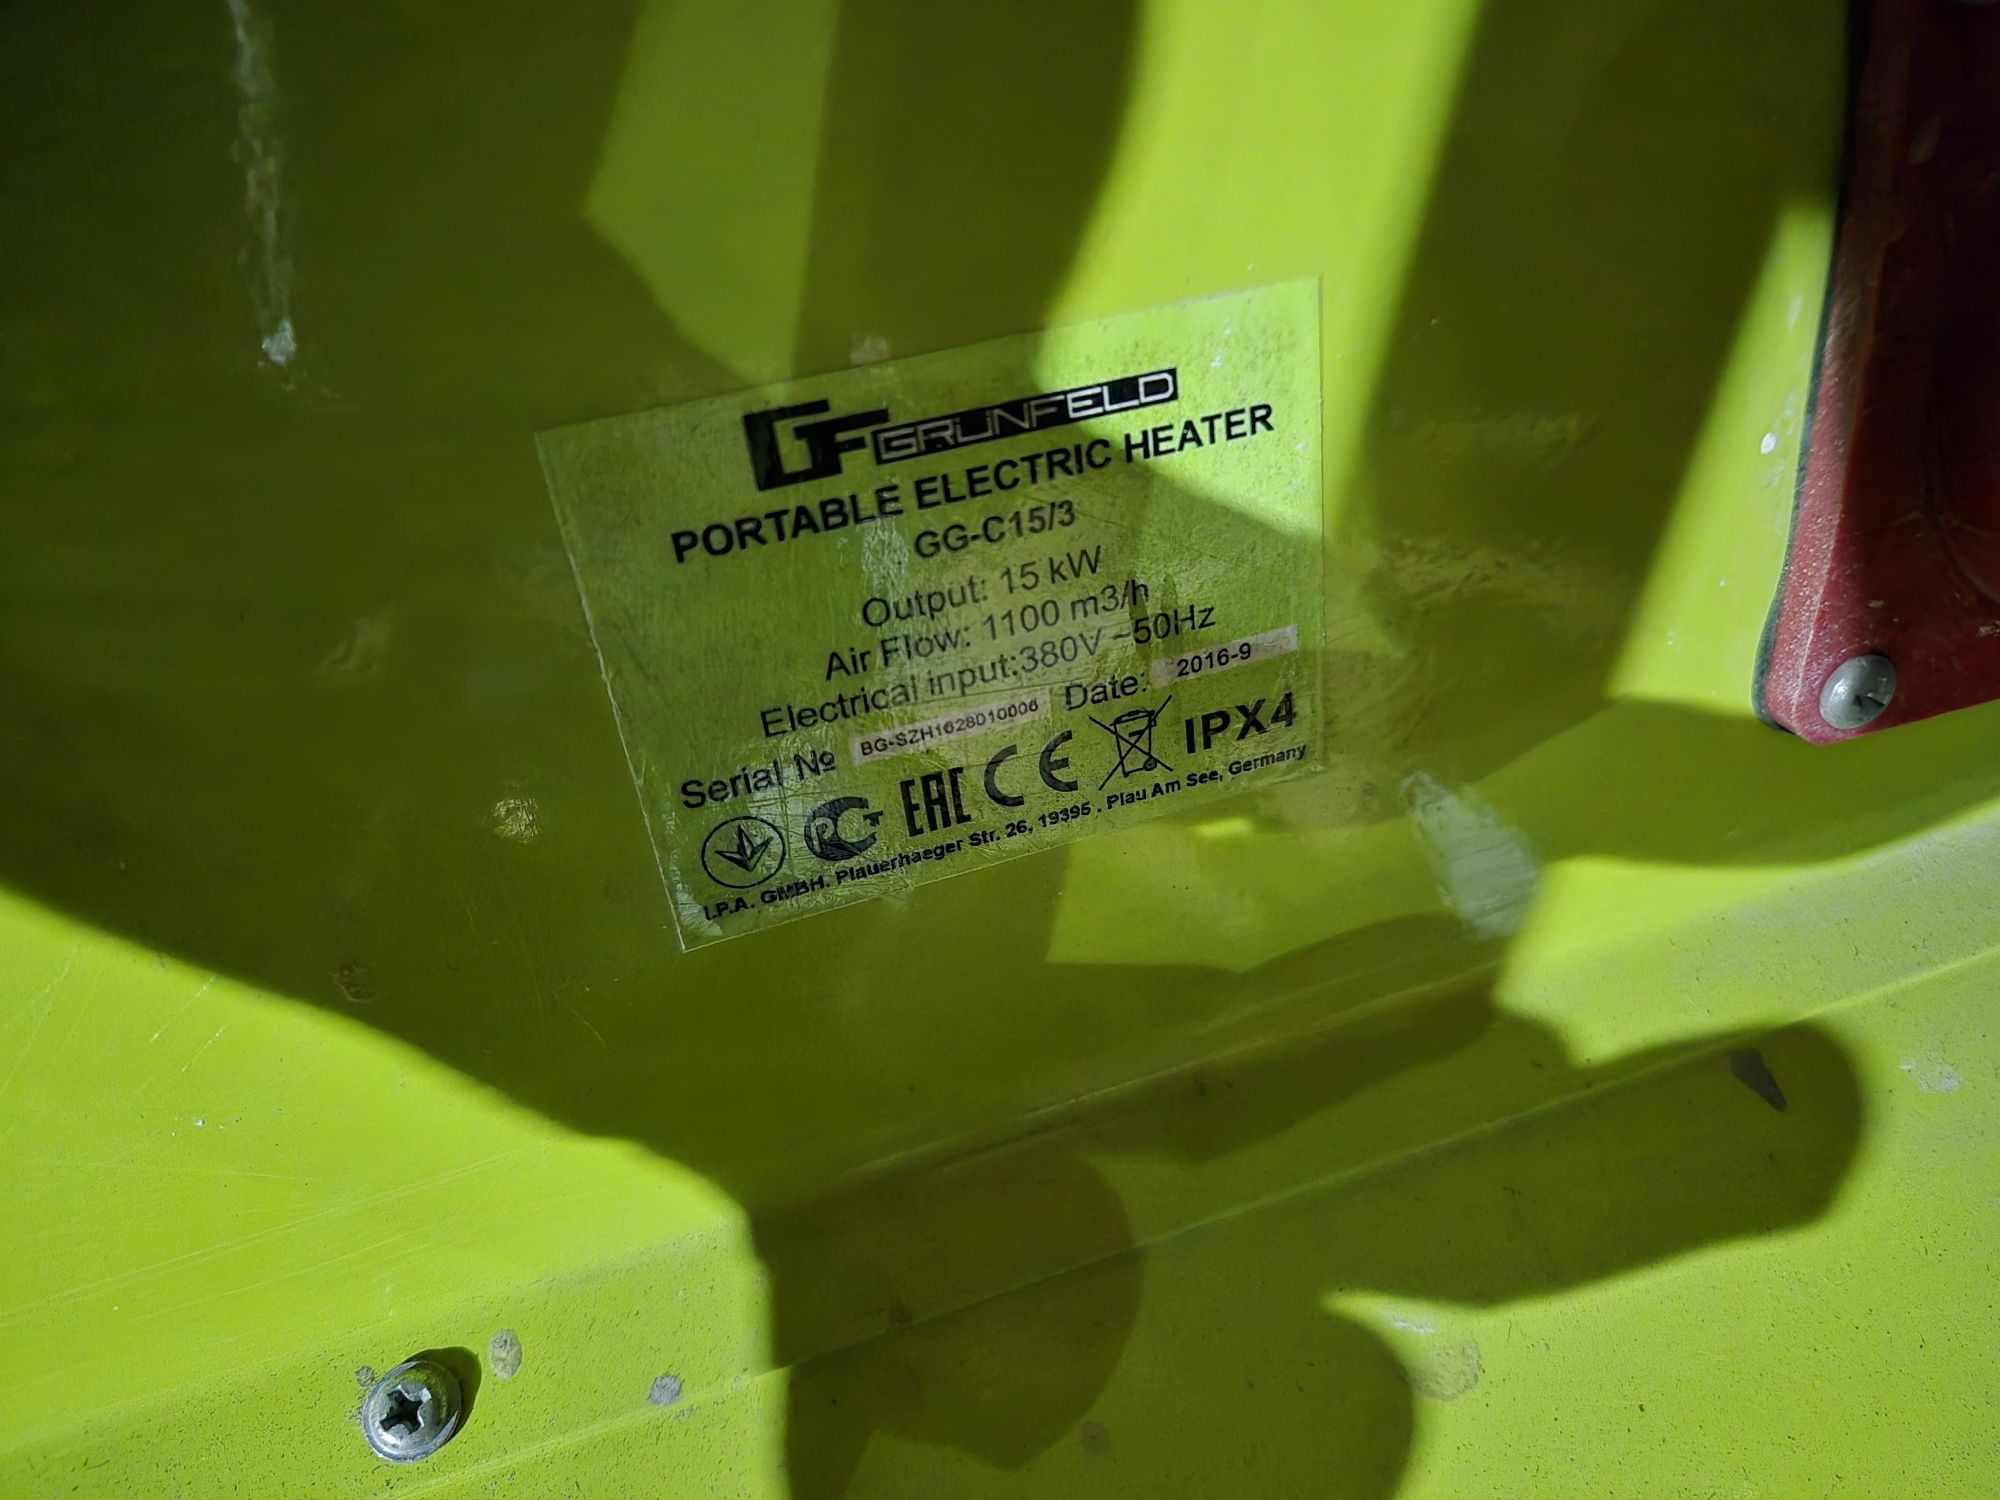 GF GRÜNFELD
PORTABLE ELECTRIC HEATER
GG-C15/3
Output: 15 kW
Air Flow: 1100 m3/h
Electrical input:380V ~50Hz
Serial № BG-SZH1628010006 Date: 2016-9
EAC CE IPX4
I.P.A. GMBH. Plauerhaeger Str. 26, 19395 . Plau Am See, Germany